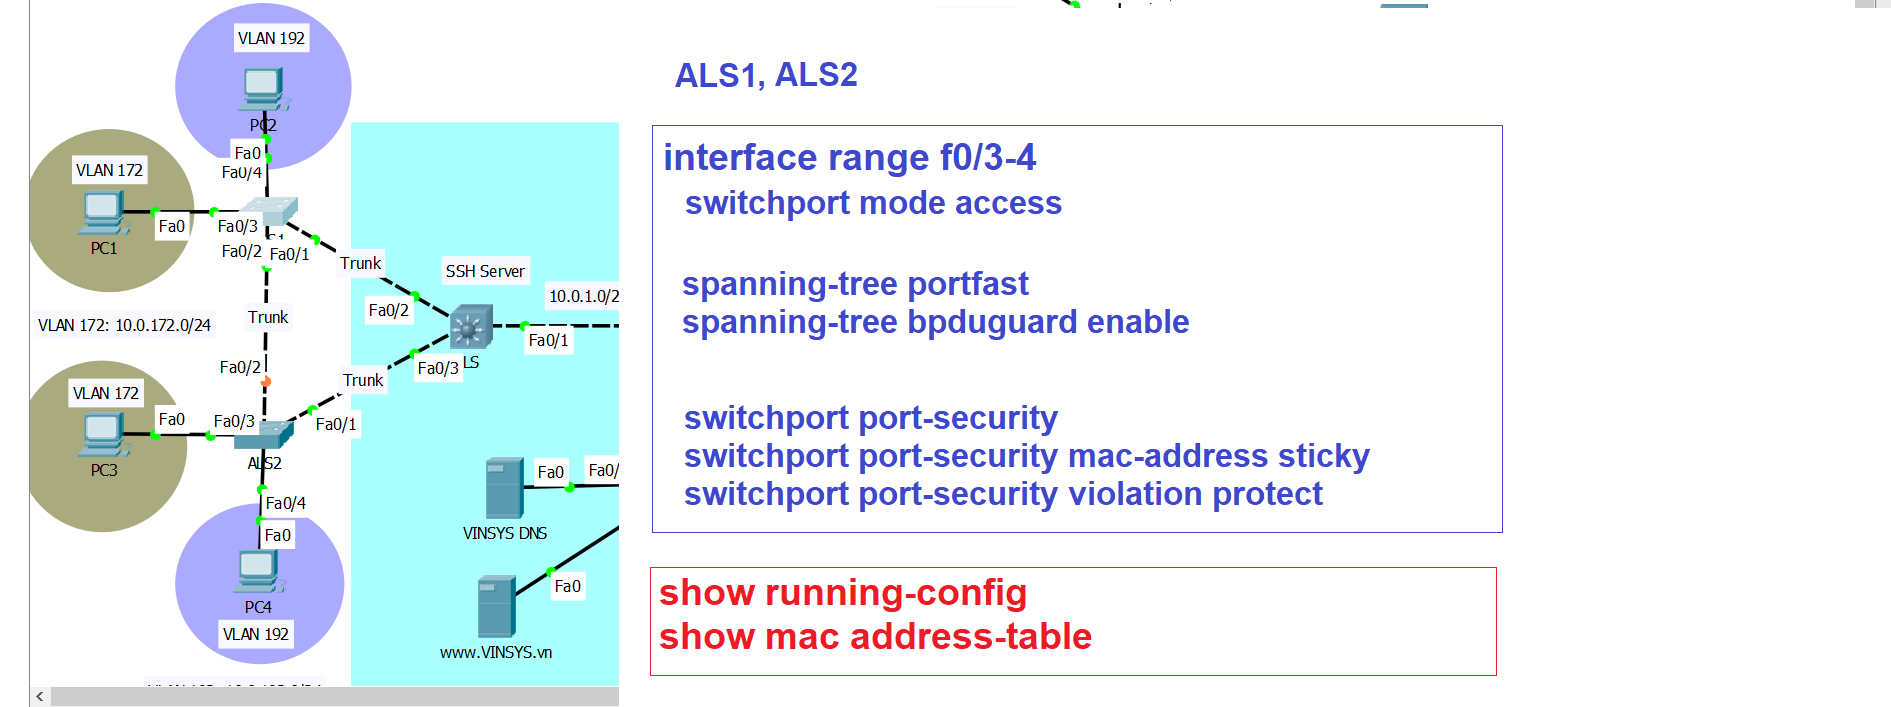 VLAN 192
PC2
Fa0
Fa0/4
VLAN 172
Fa0
Fa0/3
PC1
Fa0/2
Fa0/1
Trunk
SSH Server
10.0.1.0/2
Fa0/2
VLAN 172: 10.0.172.0/24
Trunk
Fa0/1
LS
Fa0/2
Fa0/3
Trunk
VLAN 172
Fa0
Fa0/3
Fa0/1
PC3
ALS2
Fa0
Fa0/
Fa0/4
VINSYS DNS
Fa0
Fa0
PC4
VLAN 192
www.VINSYS.vn
ALS1, ALS2
interface range f0/3-4
switchport mode access
spanning-tree portfast
spanning-tree bpduguard enable
switchport port-security
switchport port-security mac-address sticky
switchport port-security violation protect
show running-config
show mac address-table